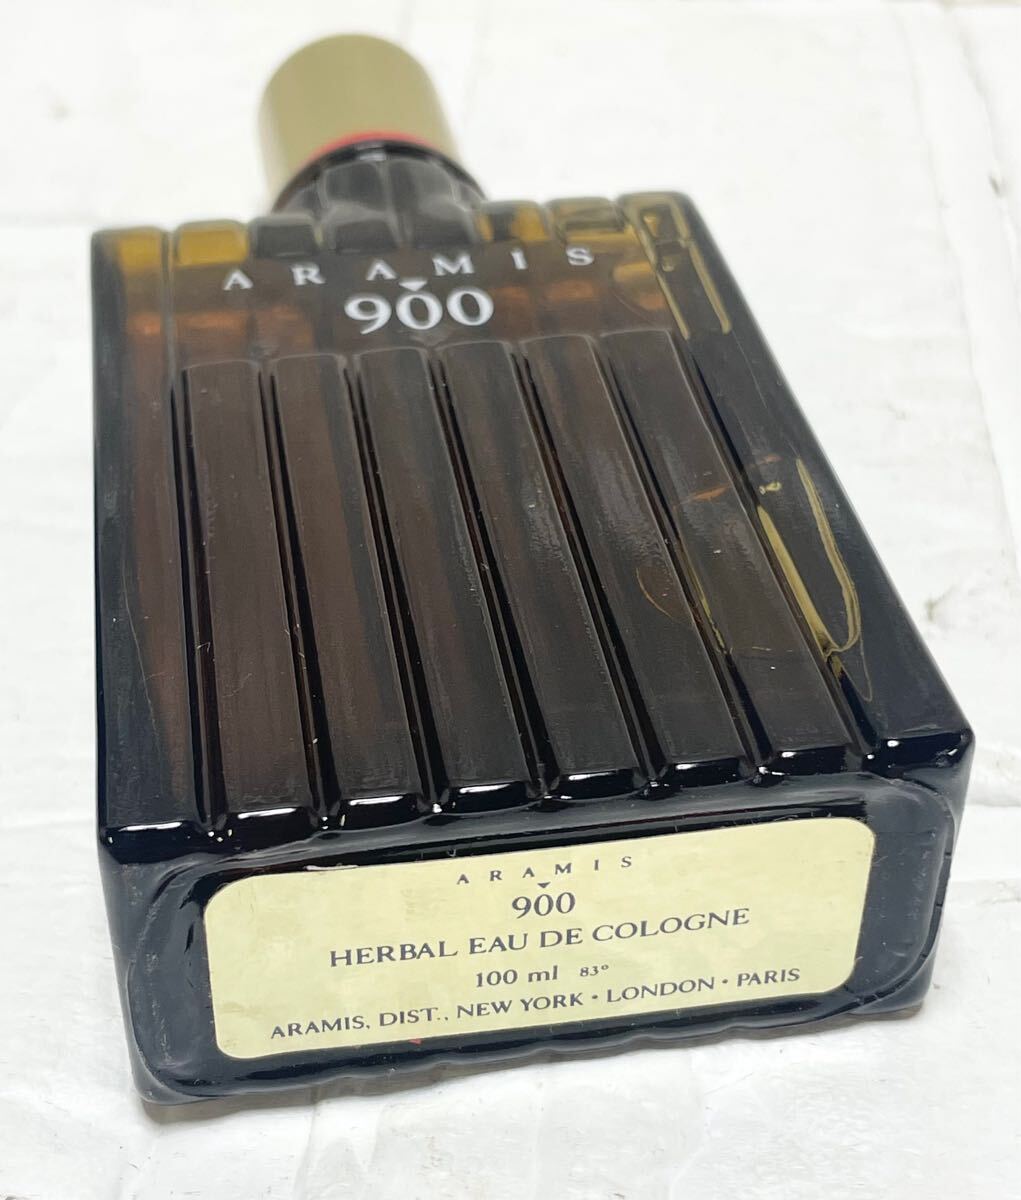 ARAMIS
900
ARAMIS
900
HERBAL EAU DE COLOGNE
100 ml 83°
ARAMIS, DIST., NEW YORK · LONDON · PARIS